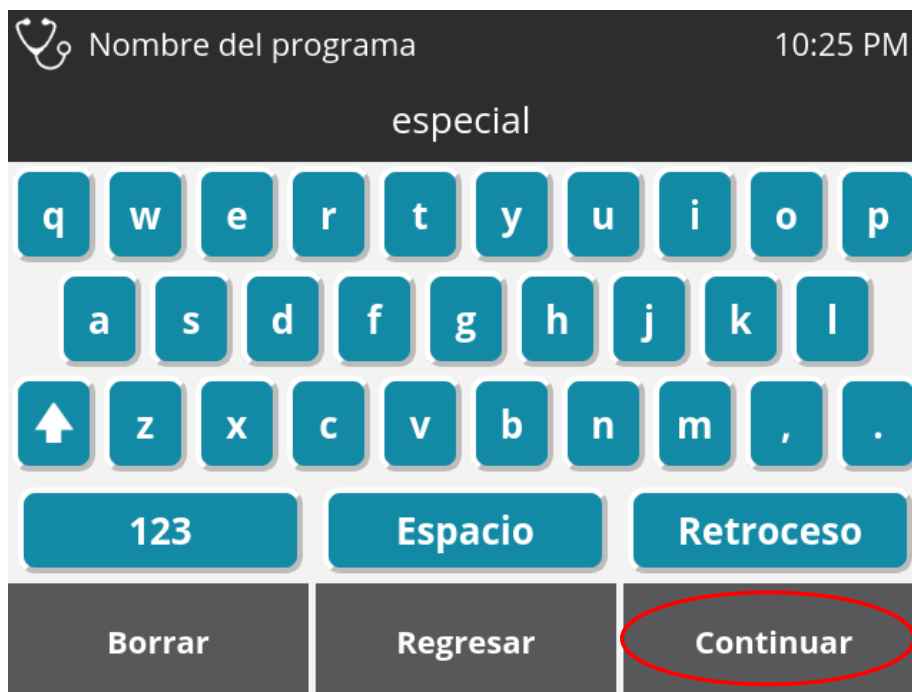 Nombre del programa 10:25 PM
especial
q w e r t y u i o p
a s d f g h j k l
z x c v b n m , .
123 Espacio Retroceso
Borrar Regresar Continuar